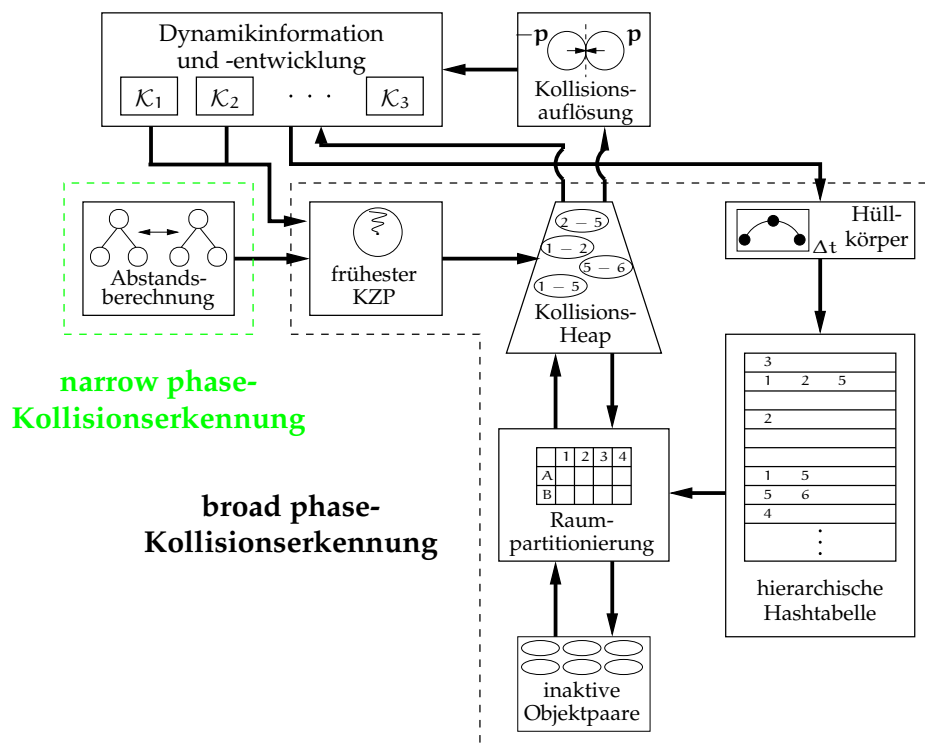 Dynamikinformation
und -entwicklung
K1 K2 · · · K3
−p p
Kollisions-
auflösung
Abstands-
berechnung
frühester
KZP
2 − 5
1 − 2
5 − 6
1 − 5
Kollisions-
Heap
Δt
Hüll-
körper
narrow phase-
Kollisionserkennung
broad phase-
Kollisionserkennung
1 2 3 4
A
B
Raum-
partitionierung
3
1 2 5
2
1 5
5 6
4
⋮
hierarchische
Hashtabelle
inaktive
Objektpaare